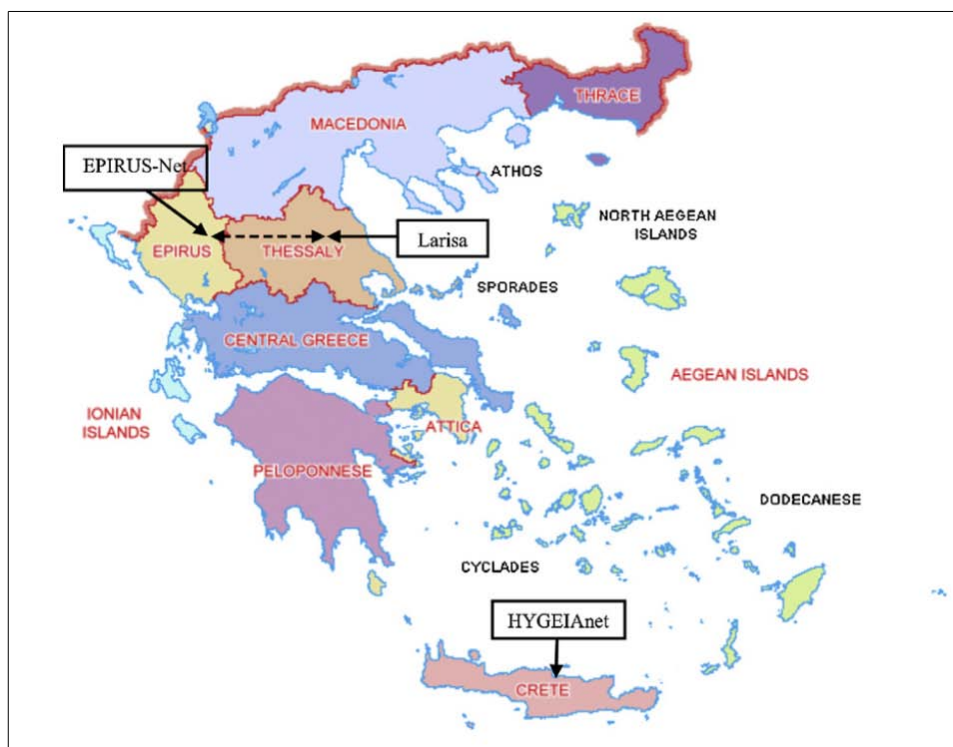 THRACE
MACEDONIA
EPIRUS-Net
ATHOS
NORTH AEGEAN
ISLANDS
Larisa
EPIRUS
THESSALY
SPORADES
CENTRAL GREECE
AEGEAN ISLANDS
IONIAN
ISLANDS
ATTICA
PELOPONNESE
DODECANESE
CYCLADES
HYGEIAnet
CRETE